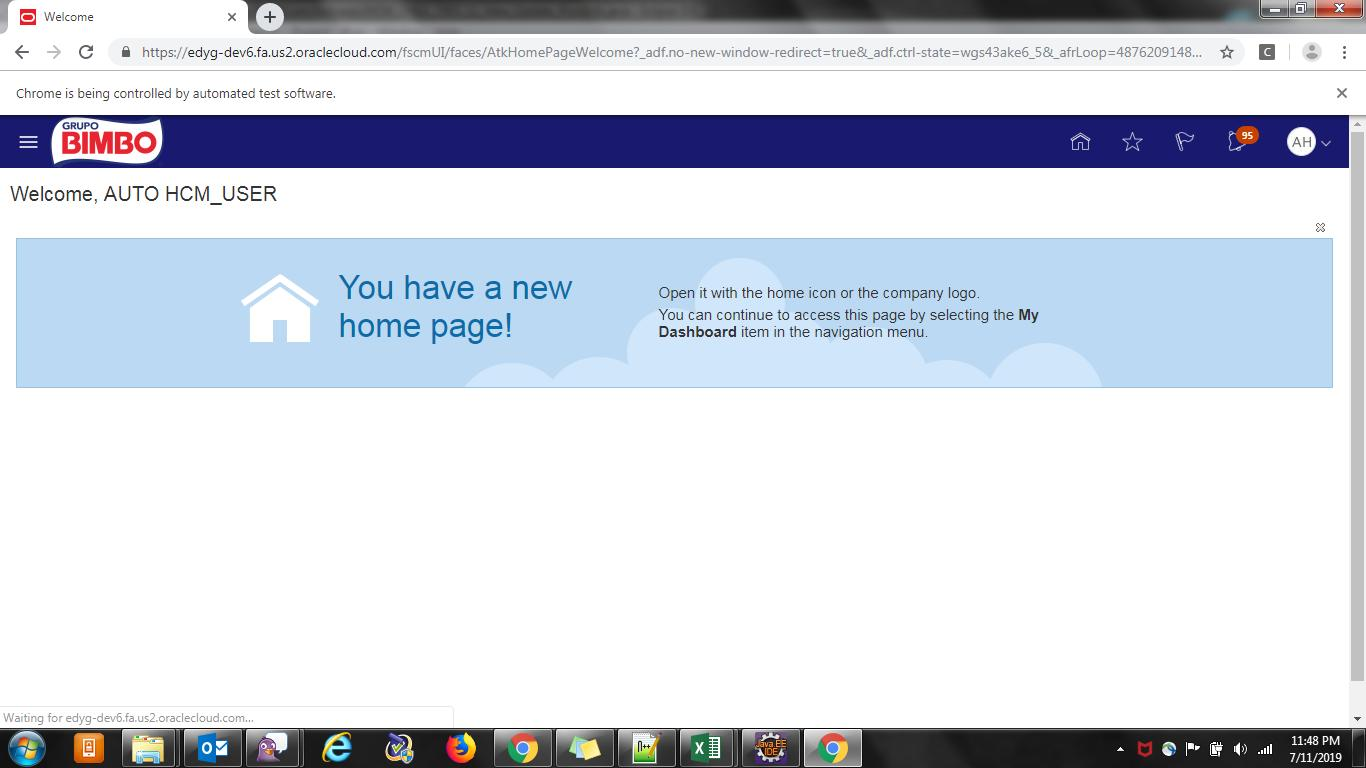 Welcome
https://edyg-dev6.fa.us2.oraclecloud.com/fscmUI/faces/AtkHomePageWelcome?_adf.no-new-window-redirect=true&_adf.ctrl-state=wgs43ake6_5&_afrLoop=4876209148...
C
Chrome is being controlled by automated test software.
GRUPO
BIMBO
95
AH
Welcome, AUTO HCM_USER
You have a new
home page!
Open it with the home icon or the company logo.
You can continue to access this page by selecting the My
Dashboard item in the navigation menu.
Waiting for edyg-dev6.fa.us2.oraclecloud.com...
Java EE
IDE
11:48 PM
7/11/2019